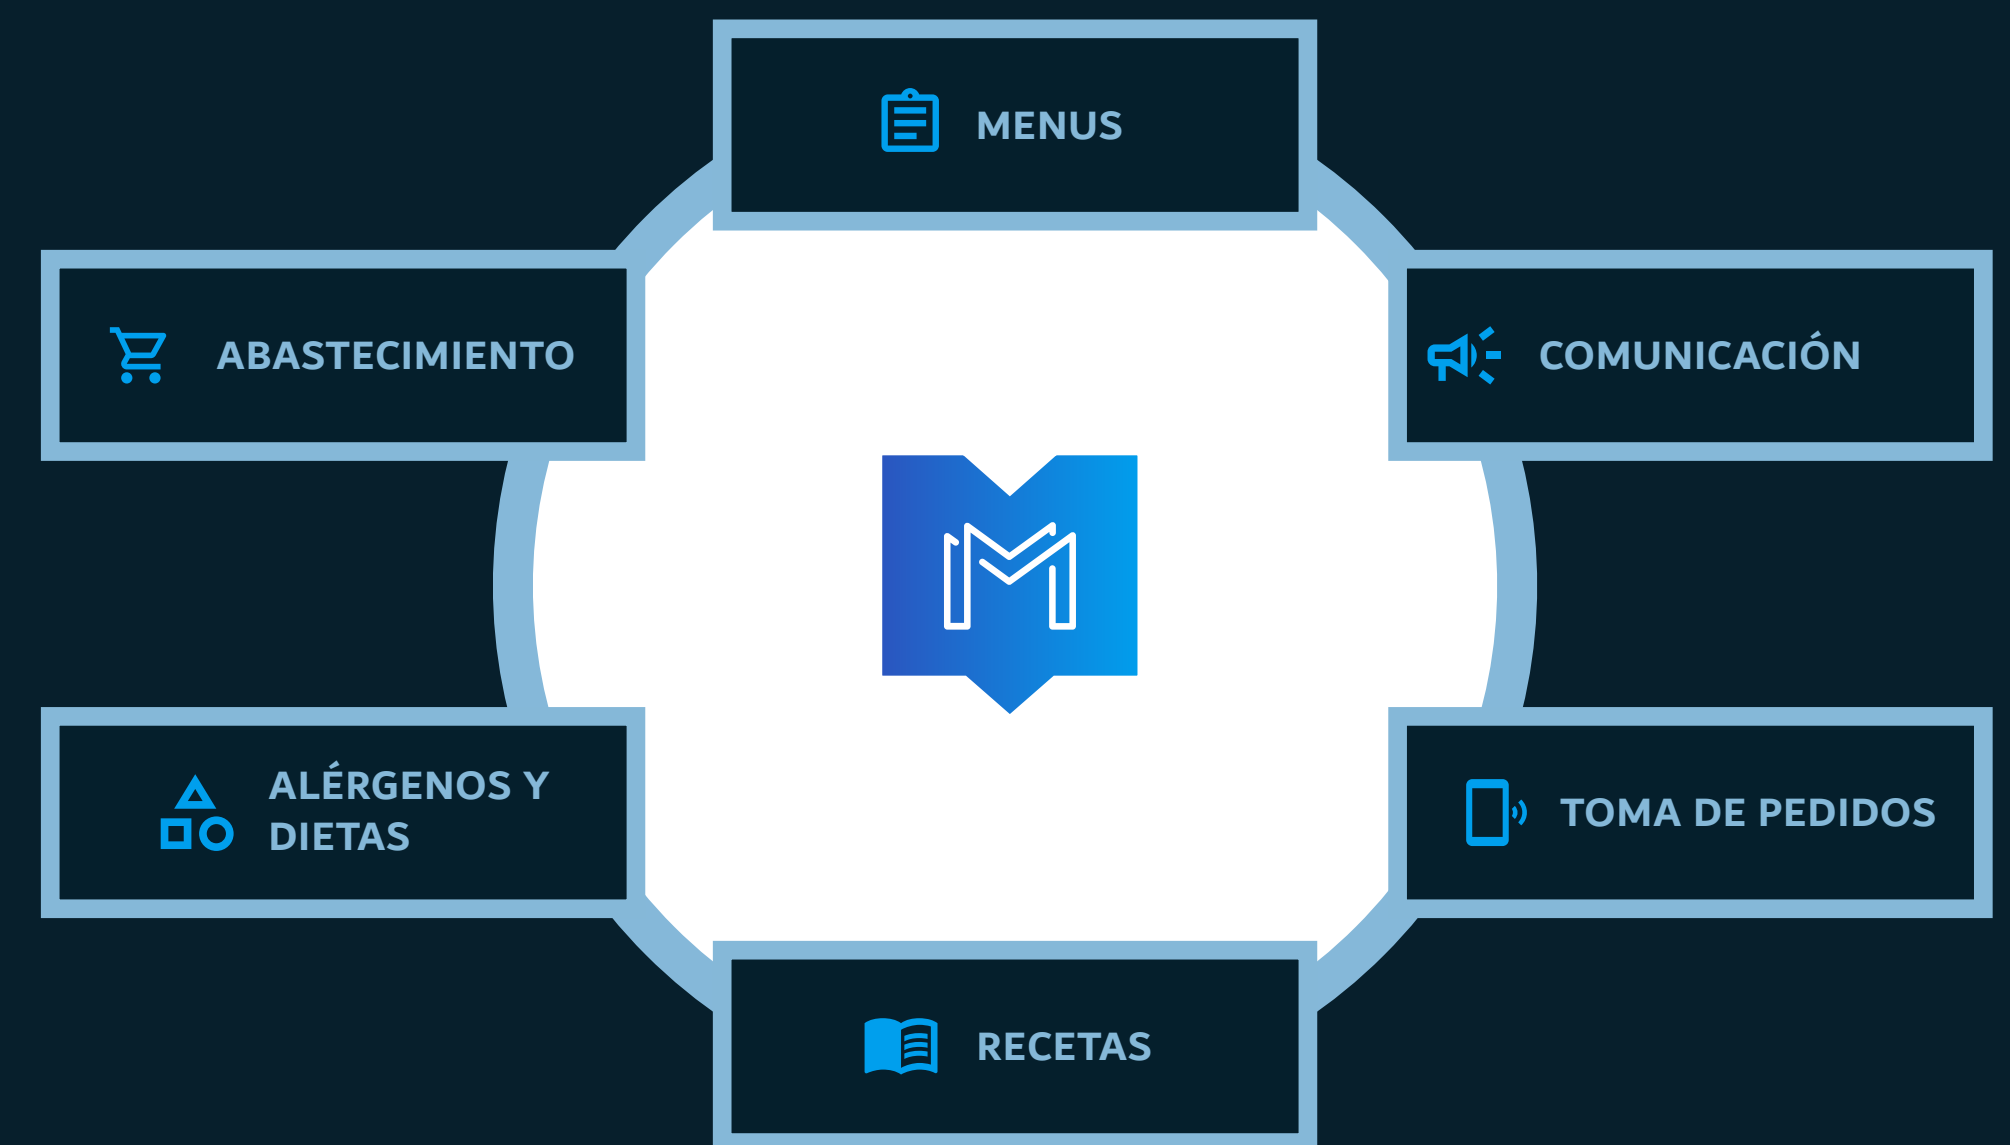 MENUS
ABASTECIMIENTO
COMUNICACIÓN
M
ALÉRGENOS Y
DIETAS
TOMA DE PEDIDOS
RECETAS